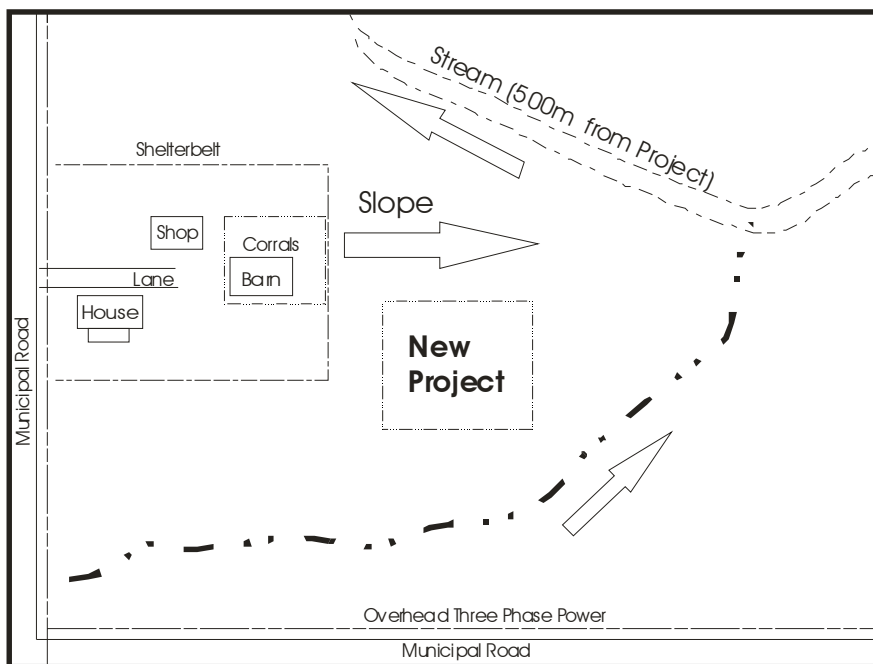 Stream (500m from Project)
Shelterbelt
Slope
Shop
Corrals
Barn
Lane
House
New
Project
Municipal Road
Overhead Three Phase Power
Municipal Road